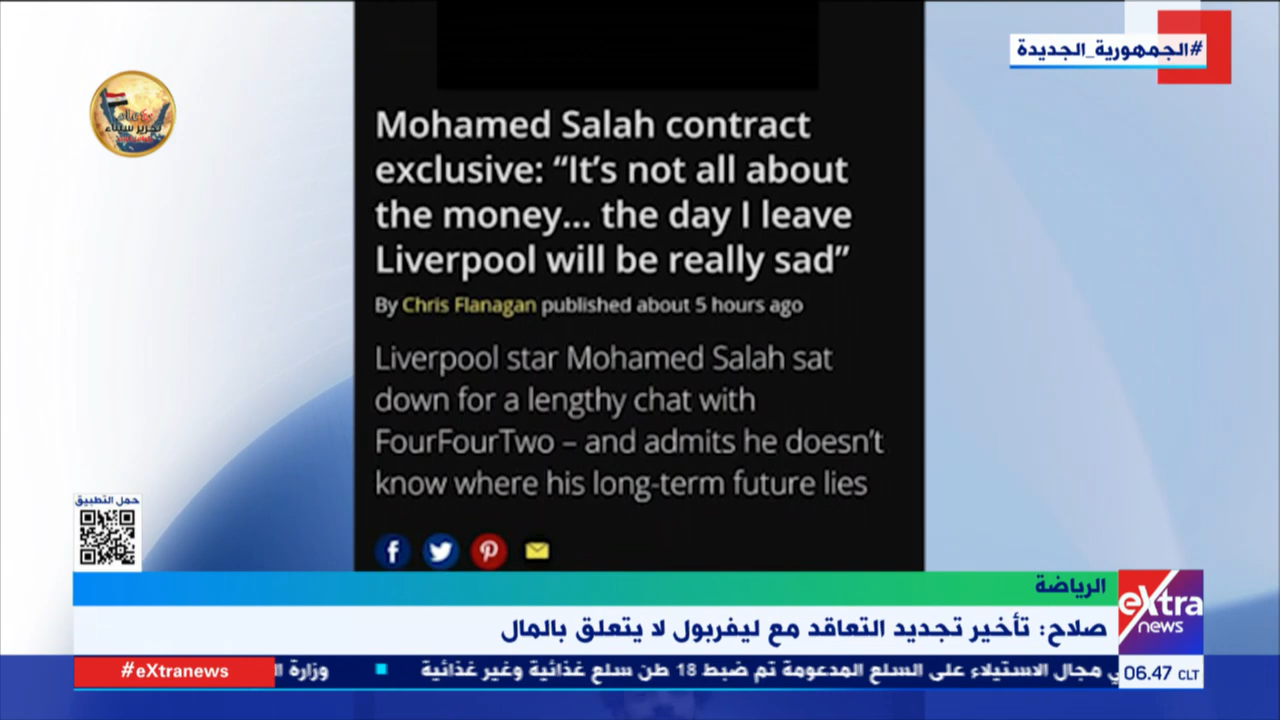 #الجمهورية_الجديدة
تحرير سيناء
Mohamed Salah contract
exclusive: “It’s not all about
the money... the day I leave
Liverpool will be really sad”
By Chris Flanagan published about 5 hours ago
Liverpool star Mohamed Salah sat
down for a lengthy chat with
FourFourTwo – and admits he doesn’t
know where his long-term future lies
حمل التطبيق
الرياضة
صلاح: تأخير تجديد التعاقد مع ليفربول لا يتعلق بالمال
eXtra
news
مجال الاستيلاء على السلع المدعومة تم ضبط 18 طن سلع غذائية وغير غذائية ■ وزارة
#eXtranews
06.47 CLT